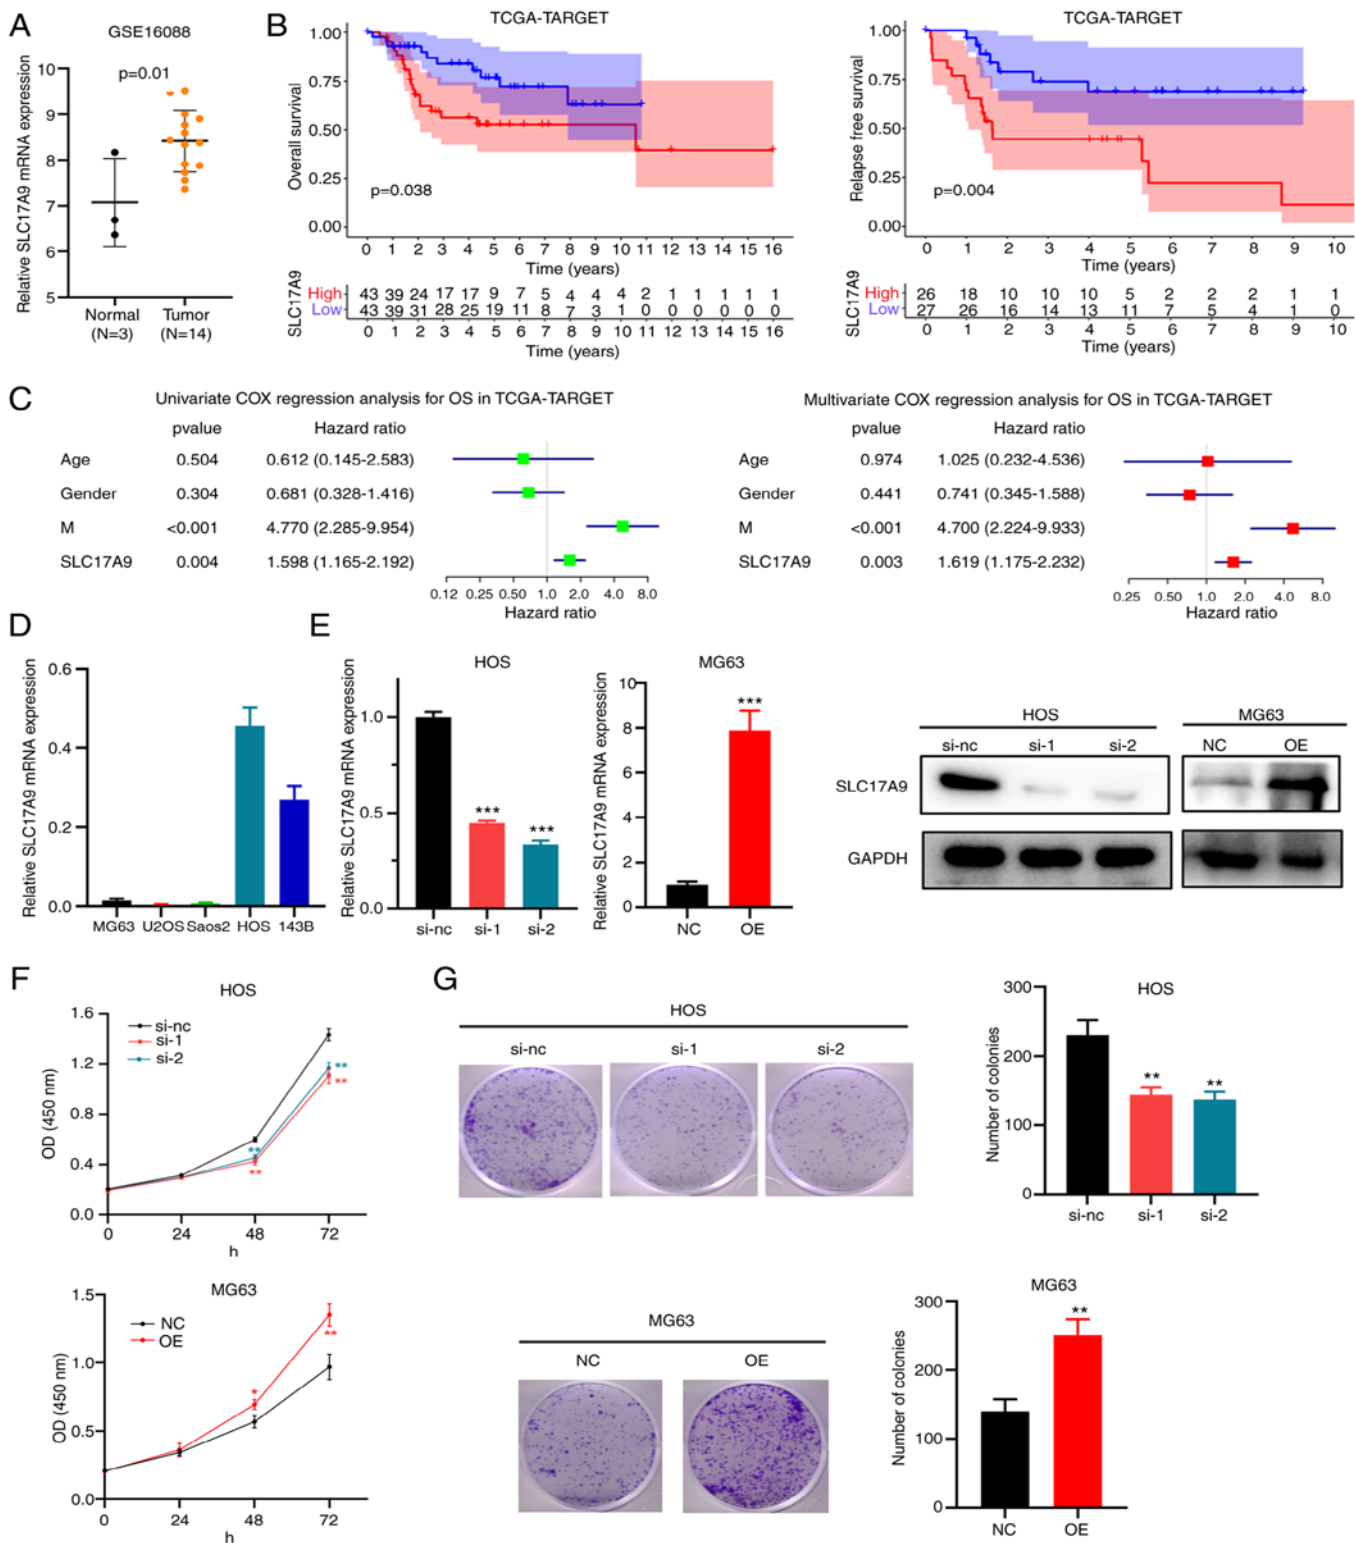 A
GSE16088
p=0.01
Relative SLC17A9 mRNA expression
10
9
8
7
6
5
Normal
(N=3)
Tumor
(N=14)
B
TCGA-TARGET
Overall survival
1.00
0.75
0.50
0.25
0.00
p=0.038
0 1 2 3 4 5 6 7 8 9 10 11 12 13 14 15 16
Time (years)
SLC17A9
High 43 39 24 17 17 9 7 5 4 4 4 2 1 1 1 1 1
Low 43 39 31 28 25 19 11 8 7 3 1 0 0 0 0 0 0
0 1 2 3 4 5 6 7 8 9 10 11 12 13 14 15 16
Time (years)
TCGA-TARGET
Relapse free survival
1.00
0.75
0.50
0.25
0.00
p=0.004
0 1 2 3 4 5 6 7 8 9 10
Time (years)
SLC17A9
High 26 18 10 10 10 5 2 2 2 1 1
Low 27 26 16 14 13 11 7 5 4 1 0
0 1 2 3 4 5 6 7 8 9 10
Time (years)
C
Univariate COX regression analysis for OS in TCGA-TARGET
pvalue Hazard ratio
Age 0.504 0.612 (0.145-2.583)
Gender 0.304 0.681 (0.328-1.416)
M <0.001 4.770 (2.285-9.954)
SLC17A9 0.004 1.598 (1.165-2.192)
0.12 0.25 0.50 1.0 2.0 4.0 8.0
Hazard ratio
Multivariate COX regression analysis for OS in TCGA-TARGET
pvalue Hazard ratio
Age 0.974 1.025 (0.232-4.536)
Gender 0.441 0.741 (0.345-1.588)
M <0.001 4.700 (2.224-9.933)
SLC17A9 0.003 1.619 (1.175-2.232)
0.25 0.50 1.0 2.0 4.0 8.0
Hazard ratio
D
Relative SLC17A9 mRNA expression
0.6
0.4
0.2
0.0
MG63 U2OS Saos2 HOS 143B
E
HOS
Relative SLC17A9 mRNA expression
1.0
0.5
0.0
***
***
si-nc si-1 si-2
MG63
Relative SLC17A9 mRNA expression
10
8
6
4
2
0
***
NC OE
HOS
MG63
si-nc si-1 si-2
NC OE
SLC17A9
GAPDH
F
HOS
OD (450 nm)
1.6
1.2
0.8
0.4
0.0
si-nc
si-1
si-2
**
**
**
**
0 24 48 72
h
MG63
OD (450 nm)
1.5
1.0
0.5
0.0
NC
OE
*
**
0 24 48 72
h
G
HOS
si-nc si-1 si-2
HOS
Number of colonies
300
200
100
0
**
**
si-nc si-1 si-2
MG63
NC OE
MG63
Number of colonies
300
200
100
0
**
NC OE